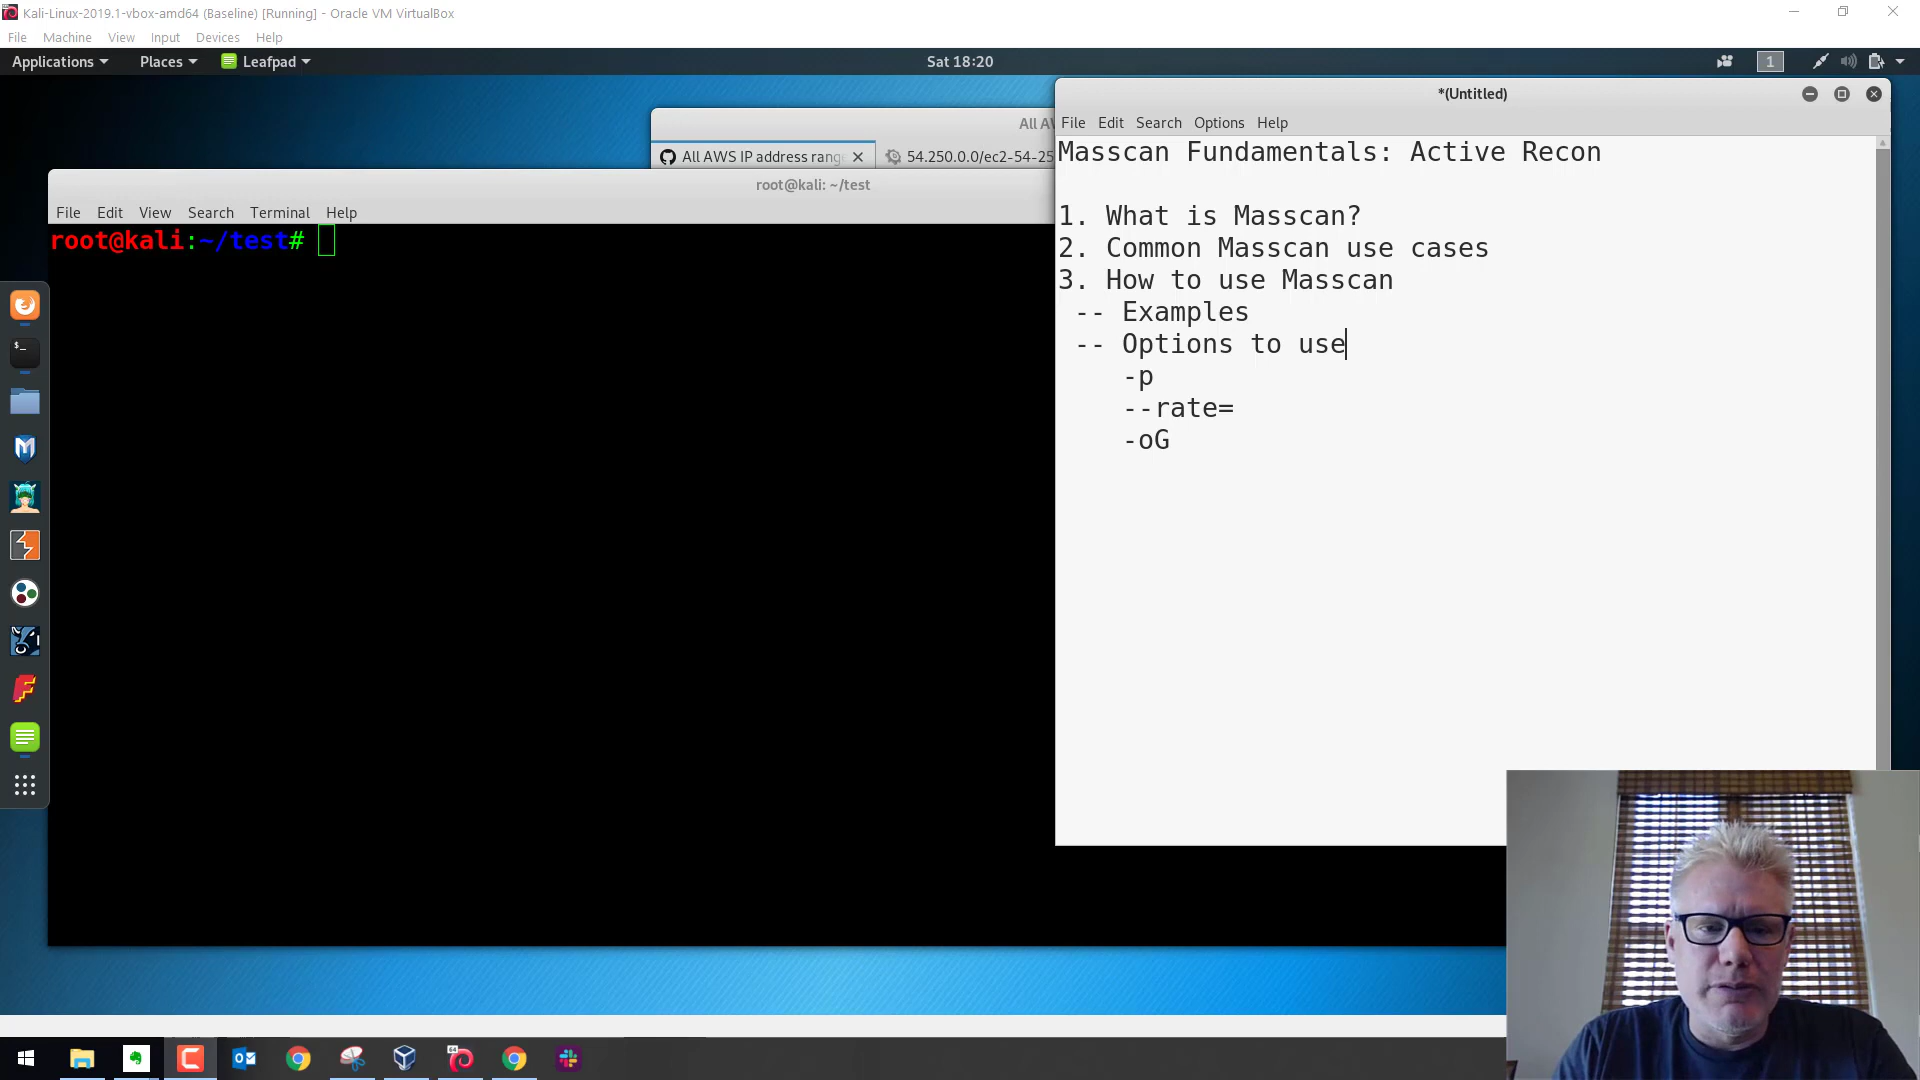 Kali-Linux-2019.1-vbox-amd64 (Baseline) [Running] - Oracle VM VirtualBox
File Machine View Input Devices Help
Applications Places Leafpad Sat 18:20 1
*(Untitled)
File Edit Search Options Help
All AW
All AWS IP address rang 54.250.0.0/ec2-54-25
root@kali: ~/test
File Edit View Search Terminal Help
root@kali:~/test#
Masscan Fundamentals: Active Recon
1. What is Masscan?
2. Common Masscan use cases
3. How to use Masscan
-- Examples
-- Options to use
-p
--rate=
-oG